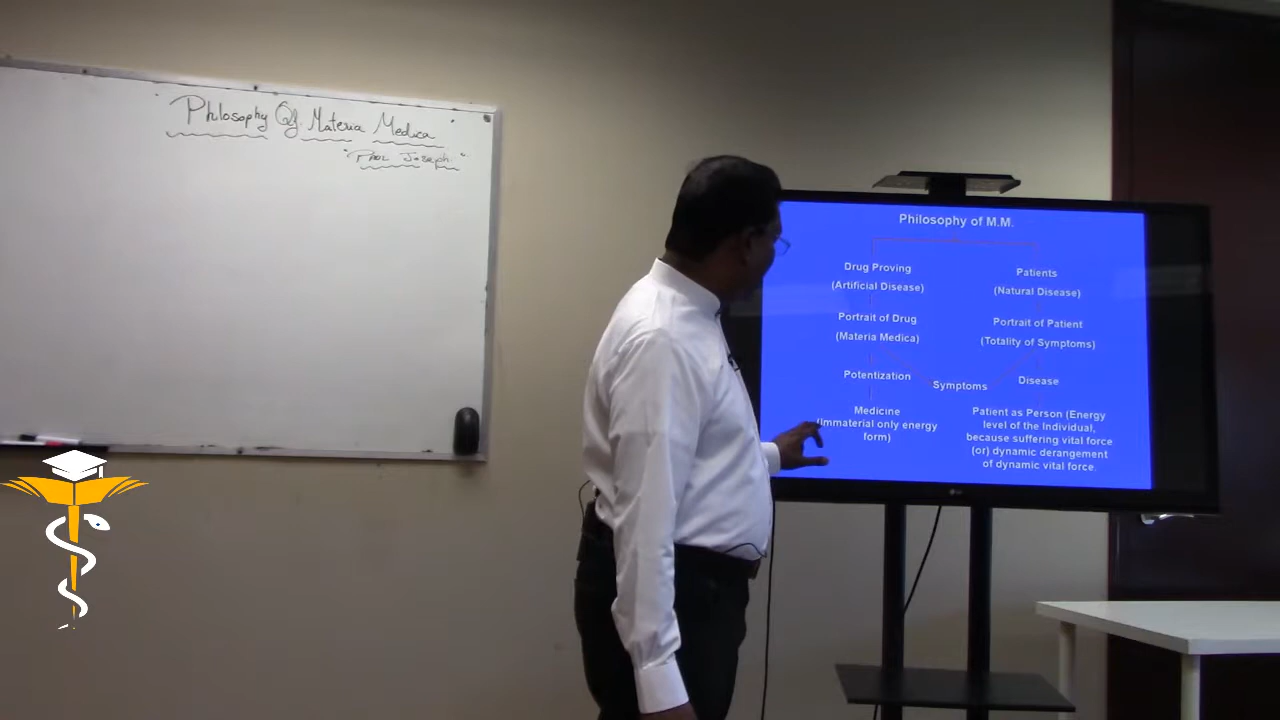 "Philosophy Of Materia Medica"
"Prof Joseph"
Philosophy of M.M.
Drug Proving
(Artificial Disease)
Portrait of Drug
(Materia Medica)
Potentization
Medicine
(Immaterial only energy
form)
Symptoms
Patients
(Natural Disease)
Portrait of Patient
(Totality of Symptoms)
Disease
Patient as Person (Energy
level of the Individual,
because suffering vital force
(or) dynamic derangement
of dynamic vital force.
LG